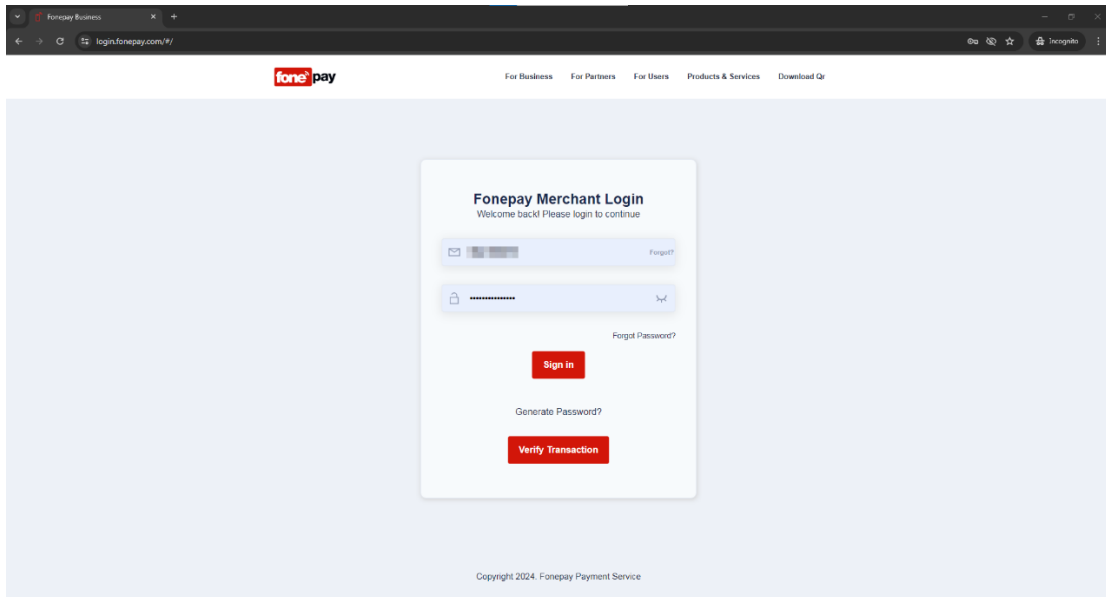 Fonepay Business
login.fonepay.com/#/
Incognito
fonepay
For Business For Partners For Users Products & Services Download Qr
Fonepay Merchant Login
Welcome back! Please login to continue
Forgot?
Forgot Password?
Sign in
Generate Password?
Verify Transaction
Copyright 2024. Fonepay Payment Service